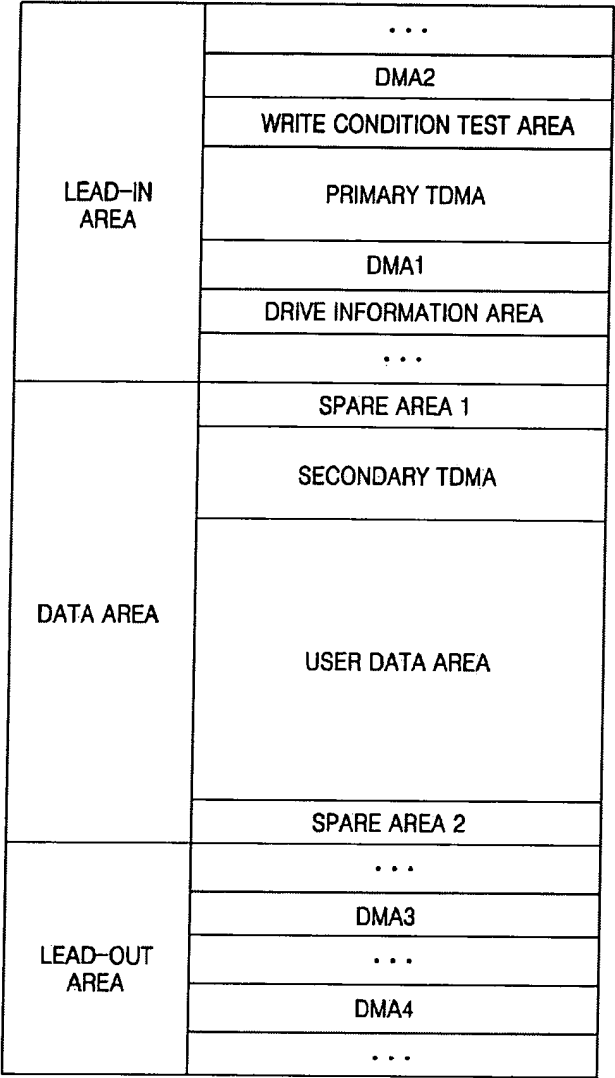 LEAD-IN
AREA
. . .
DMA2
WRITE CONDITION TEST AREA
PRIMARY TDMA
DMA1
DRIVE INFORMATION AREA
. . .
DATA AREA
SPARE AREA 1
SECONDARY TDMA
USER DATA AREA
SPARE AREA 2
LEAD-OUT
AREA
. . .
DMA3
. . .
DMA4
. . .